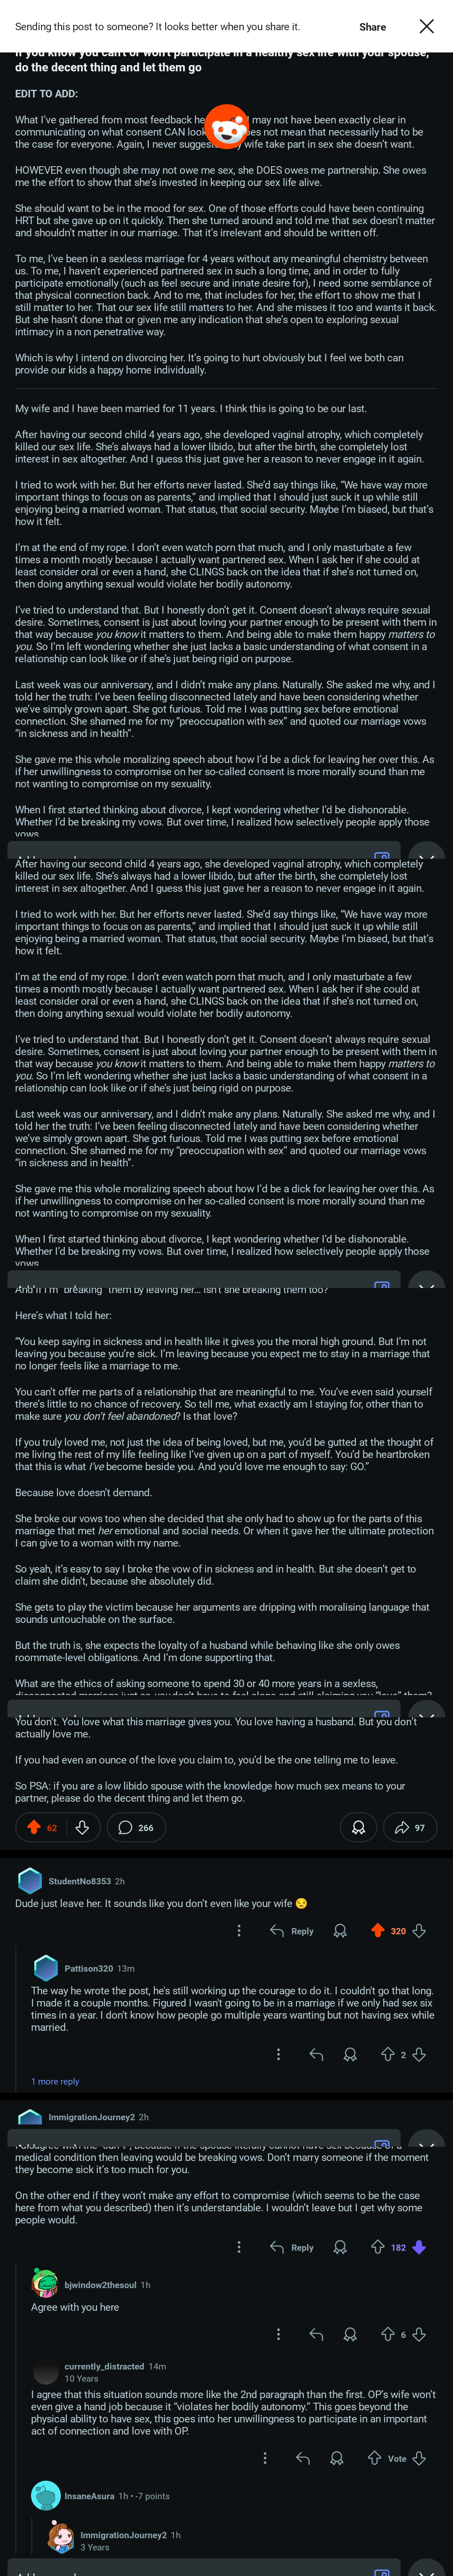 Sending this post to someone? It looks better when you share it.
Share
If you know you can't or won't participate in a healthy sex life with your spouse,
do the decent thing and let them go
EDIT TO ADD:
What I've gathered from most feedback he may not have been exactly clear in
communicating on what consent CAN look es not mean that necessarily had to be
the case for everyone. Again, I never sugges wife take part in sex she doesn't want.
HOWEVER even though she may not owe me sex, she DOES owes me partnership. She owes
me the effort to show that she's invested in keeping our sex life alive.
She should want to be in the mood for sex. One of those efforts could have been continuing
HRT but she gave up on it quickly. Then she turned around and told me that sex doesn't matter
and shouldn't matter in our marriage. That it's irrelevant and should be written off.
To me, I've been in a sexless marriage for 4 years without any meaningful chemistry between
us. To me, I haven't experienced partnered sex in such a long time, and in order to fully
participate emotionally (such as feel secure and innate desire for), I need some semblance of
that physical connection back. And to me, that includes for her, the effort to show me that I
still matter to her. That our sex life still matters to her. And she misses it too and wants it back.
But she hasn't done that or given me any indication that she's open to exploring sexual
intimacy in a non penetrative way.
Which is why I intend on divorcing her. It's going to hurt obviously but I feel we both can
provide our kids a happy home individually.
My wife and I have been married for 11 years. I think this is going to be our last.
After having our second child 4 years ago, she developed vaginal atrophy, which completely
killed our sex life. She's always had a lower libido, but after the birth, she completely lost
interest in sex altogether. And I guess this just gave her a reason to never engage in it again.
I tried to work with her. But her efforts never lasted. She'd say things like, "We have way more
important things to focus on as parents," and implied that I should just suck it up while still
enjoying being a married woman. That status, that social security. Maybe I'm biased, but that's
how it felt.
I'm at the end of my rope. I don't even watch porn that much, and I only masturbate a few
times a month mostly because I actually want partnered sex. When I ask her if she could at
least consider oral or even a hand, she CLINGS back on the idea that if she's not turned on,
then doing anything sexual would violate her bodily autonomy.
I've tried to understand that. But I honestly don't get it. Consent doesn't always require sexual
desire. Sometimes, consent is just about loving your partner enough to be present with them in
that way because you know it matters to them. And being able to make them happy matters to
you. So I'm left wondering whether she just lacks a basic understanding of what consent in a
relationship can look like or if she's just being rigid on purpose.
Last week was our anniversary, and I didn't make any plans. Naturally. She asked me why, and I
told her the truth: I've been feeling disconnected lately and have been considering whether
we've simply grown apart. She got furious. Told me I was putting sex before emotional
connection. She shamed me for my "preoccupation with sex" and quoted our marriage vows
"in sickness and in health".
She gave me this whole moralizing speech about how I'd be a dick for leaving her over this. As
if her unwillingness to compromise on her so-called consent is more morally sound than me
not wanting to compromise on my sexuality.
When I first started thinking about divorce, I kept wondering whether I'd be dishonorable.
Whether I'd be breaking my vows. But over time, I realized how selectively people apply those
vows
After having our second child 4 years ago, she developed vaginal atrophy, which completely
killed our sex life. She's always had a lower libido, but after the birth, she completely lost
interest in sex altogether. And I guess this just gave her a reason to never engage in it again.
I tried to work with her. But her efforts never lasted. She'd say things like, "We have way more
important things to focus on as parents," and implied that I should just suck it up while still
enjoying being a married woman. That status, that social security. Maybe I'm biased, but that's
how it felt.
I'm at the end of my rope. I don't even watch porn that much, and I only masturbate a few
times a month mostly because I actually want partnered sex. When I ask her if she could at
least consider oral or even a hand, she CLINGS back on the idea that if she's not turned on,
then doing anything sexual would violate her bodily autonomy.
I've tried to understand that. But I honestly don't get it. Consent doesn't always require sexual
desire. Sometimes, consent is just about loving your partner enough to be present with them in
that way because you know it matters to them. And being able to make them happy matters to
you. So I'm left wondering whether she just lacks a basic understanding of what consent in a
relationship can look like or if she's just being rigid on purpose.
Last week was our anniversary, and I didn't make any plans. Naturally. She asked me why, and I
told her the truth: I've been feeling disconnected lately and have been considering whether
we've simply grown apart. She got furious. Told me I was putting sex before emotional
connection. She shamed me for my "preoccupation with sex" and quoted our marriage vows
"in sickness and in health".
She gave me this whole moralizing speech about how I'd be a dick for leaving her over this. As
if her unwillingness to compromise on her so-called consent is more morally sound than me
not wanting to compromise on my sexuality.
When I first started thinking about divorce, I kept wondering whether I'd be dishonorable.
Whether I'd be breaking my vows. But over time, I realized how selectively people apply those
vows
And if I'm "breaking" them by leaving her... isn't she breaking them too?
Here's what I told her:
"You keep saying in sickness and in health like it gives you the moral high ground. But I'm not
leaving you because you're sick. I'm leaving because you expect me to stay in a marriage that
no longer feels like a marriage to me.
You can't offer me parts of a relationship that are meaningful to me. You've even said yourself
there's little to no chance of recovery. So tell me, what exactly am I staying for, other than to
make sure you don't feel abandoned? Is that love?
If you truly loved me, not just the idea of being loved, but me, you'd be gutted at the thought of
me living the rest of my life feeling like I've given up on a part of myself. You'd be heartbroken
that this is what I've become beside you. And you'd love me enough to say: GO."
Because love doesn't demand.
She broke our vows too when she decided that she only had to show up for the parts of this
marriage that met her emotional and social needs. Or when it gave her the ultimate protection
I can give to a woman with my name.
So yeah, it's easy to say I broke the vow of in sickness and in health. But she doesn't get to
claim she didn't, because she absolutely did.
She gets to play the victim because her arguments are dripping with moralising language that
sounds untouchable on the surface.
But the truth is, she expects the loyalty of a husband while behaving like she only owes
roommate-level obligations. And I'm done supporting that.
What are the ethics of asking someone to spend 30 or 40 more years in a sexless,
You don't. You love what this marriage gives you. You love having a husband. But you don't
actually love me.
If you had even an ounce of the love you claim to, you'd be the one telling me to leave.
So PSA: if you are a low libido spouse with the knowledge how much sex means to your
partner, please do the decent thing and let them go.
62
266
97
StudentNo8353 2h
Dude just leave her. It sounds like you don't even like your wife 😒
Reply
320
Pattison320 13m
The way he wrote the post, he's still working up the courage to do it. I couldn't go that long.
I made it a couple months. Figured I wasn't going to be in a marriage if we only had sex six
times in a year. I don't know how people go multiple years wanting but not having sex while
married.
2
1 more reply
ImmigrationJourney2 2h
medical condition then leaving would be breaking vows. Don't marry someone if the moment
they become sick it's too much for you.
On the other end if they won't make any effort to compromise (which seems to be the case
here from what you described) then it's understandable. I wouldn't leave but I get why some
people would.
Reply
182
bjwindow2thesoul 1h
Agree with you here
6
currently_distracted 14m
10 Years
I agree that this situation sounds more like the 2nd paragraph than the first. OP's wife won't
even give a hand job because it "violates her bodily autonomy." This goes beyond the
physical ability to have sex, this goes into her unwillingness to participate in an important
act of connection and love with OP.
Vote
InsaneAsura 1h • -7 points
ImmigrationJourney2 1h
3 Years